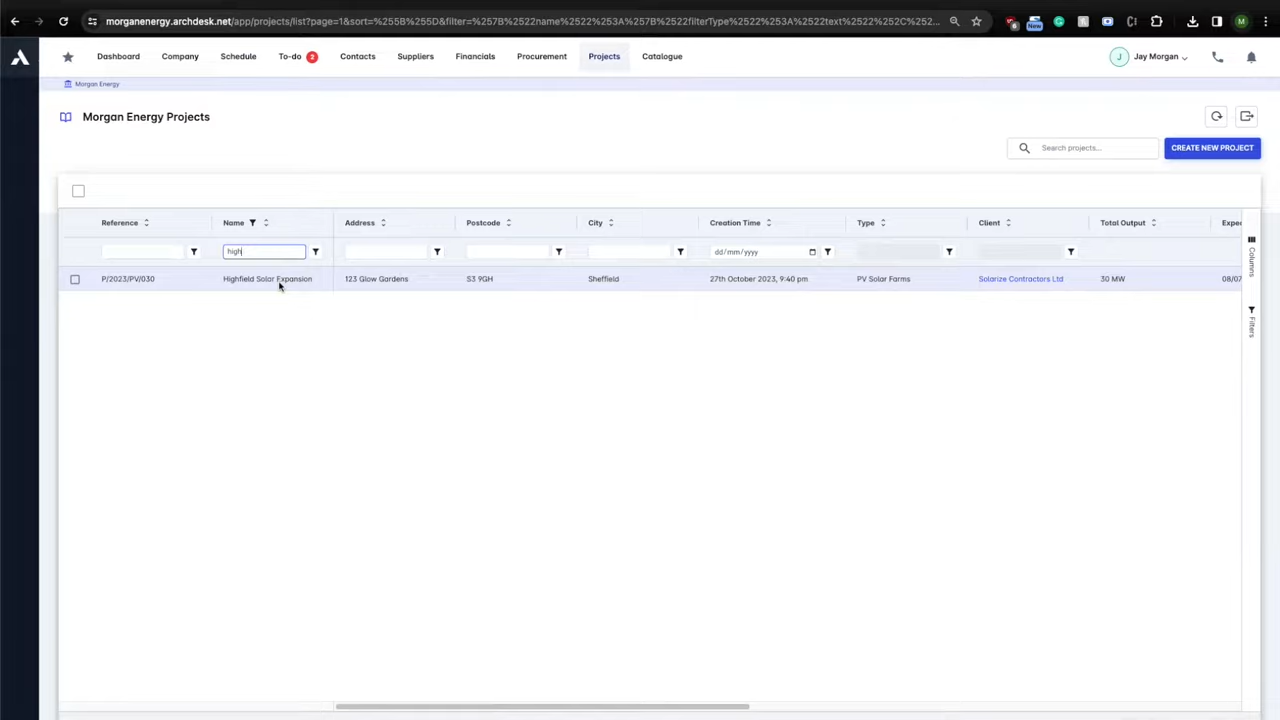 morganenergy.archdesk.net/app/projects/list?page=1&sort=%255B%255D&filter=%257B%2522name%2522%253A%257B%2522filterType%2522%253A%2522text%2522%252C%2522...
6
New
M
Dashboard
Company
Schedule
To-do 2
Contacts
Suppliers
Financials
Procurement
Projects
Catalogue
J Jay Morgan
Morgan Energy
Morgan Energy Projects
Search projects...
CREATE NEW PROJECT
Reference Name Address Postcode City Creation Time Type Client Total Output Exped
high dd/mm/yyyy
P/2023/PV/030 Highfield Solar Expansion 123 Glow Gardens S3 9GH Sheffield 27th October 2023, 9:40 pm PV Solar Farms Solarize Contractors Ltd 30 MW 08/07
Columns
Filters